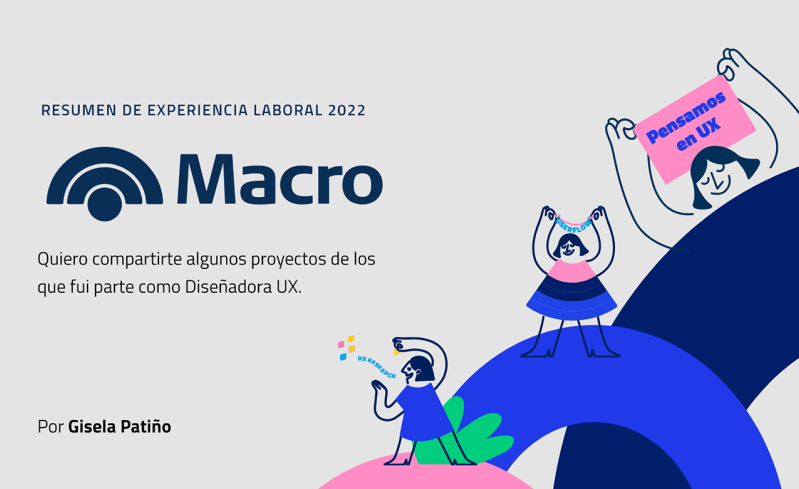 RESUMEN DE EXPERIENCIA LABORAL 2022
Macro
Quiero compartirte algunos proyectos de los
que fui parte como Diseñadora UX.
Por Gisela Patiño
Pensamos
en UX
USERFLOW
UX RESEARCH